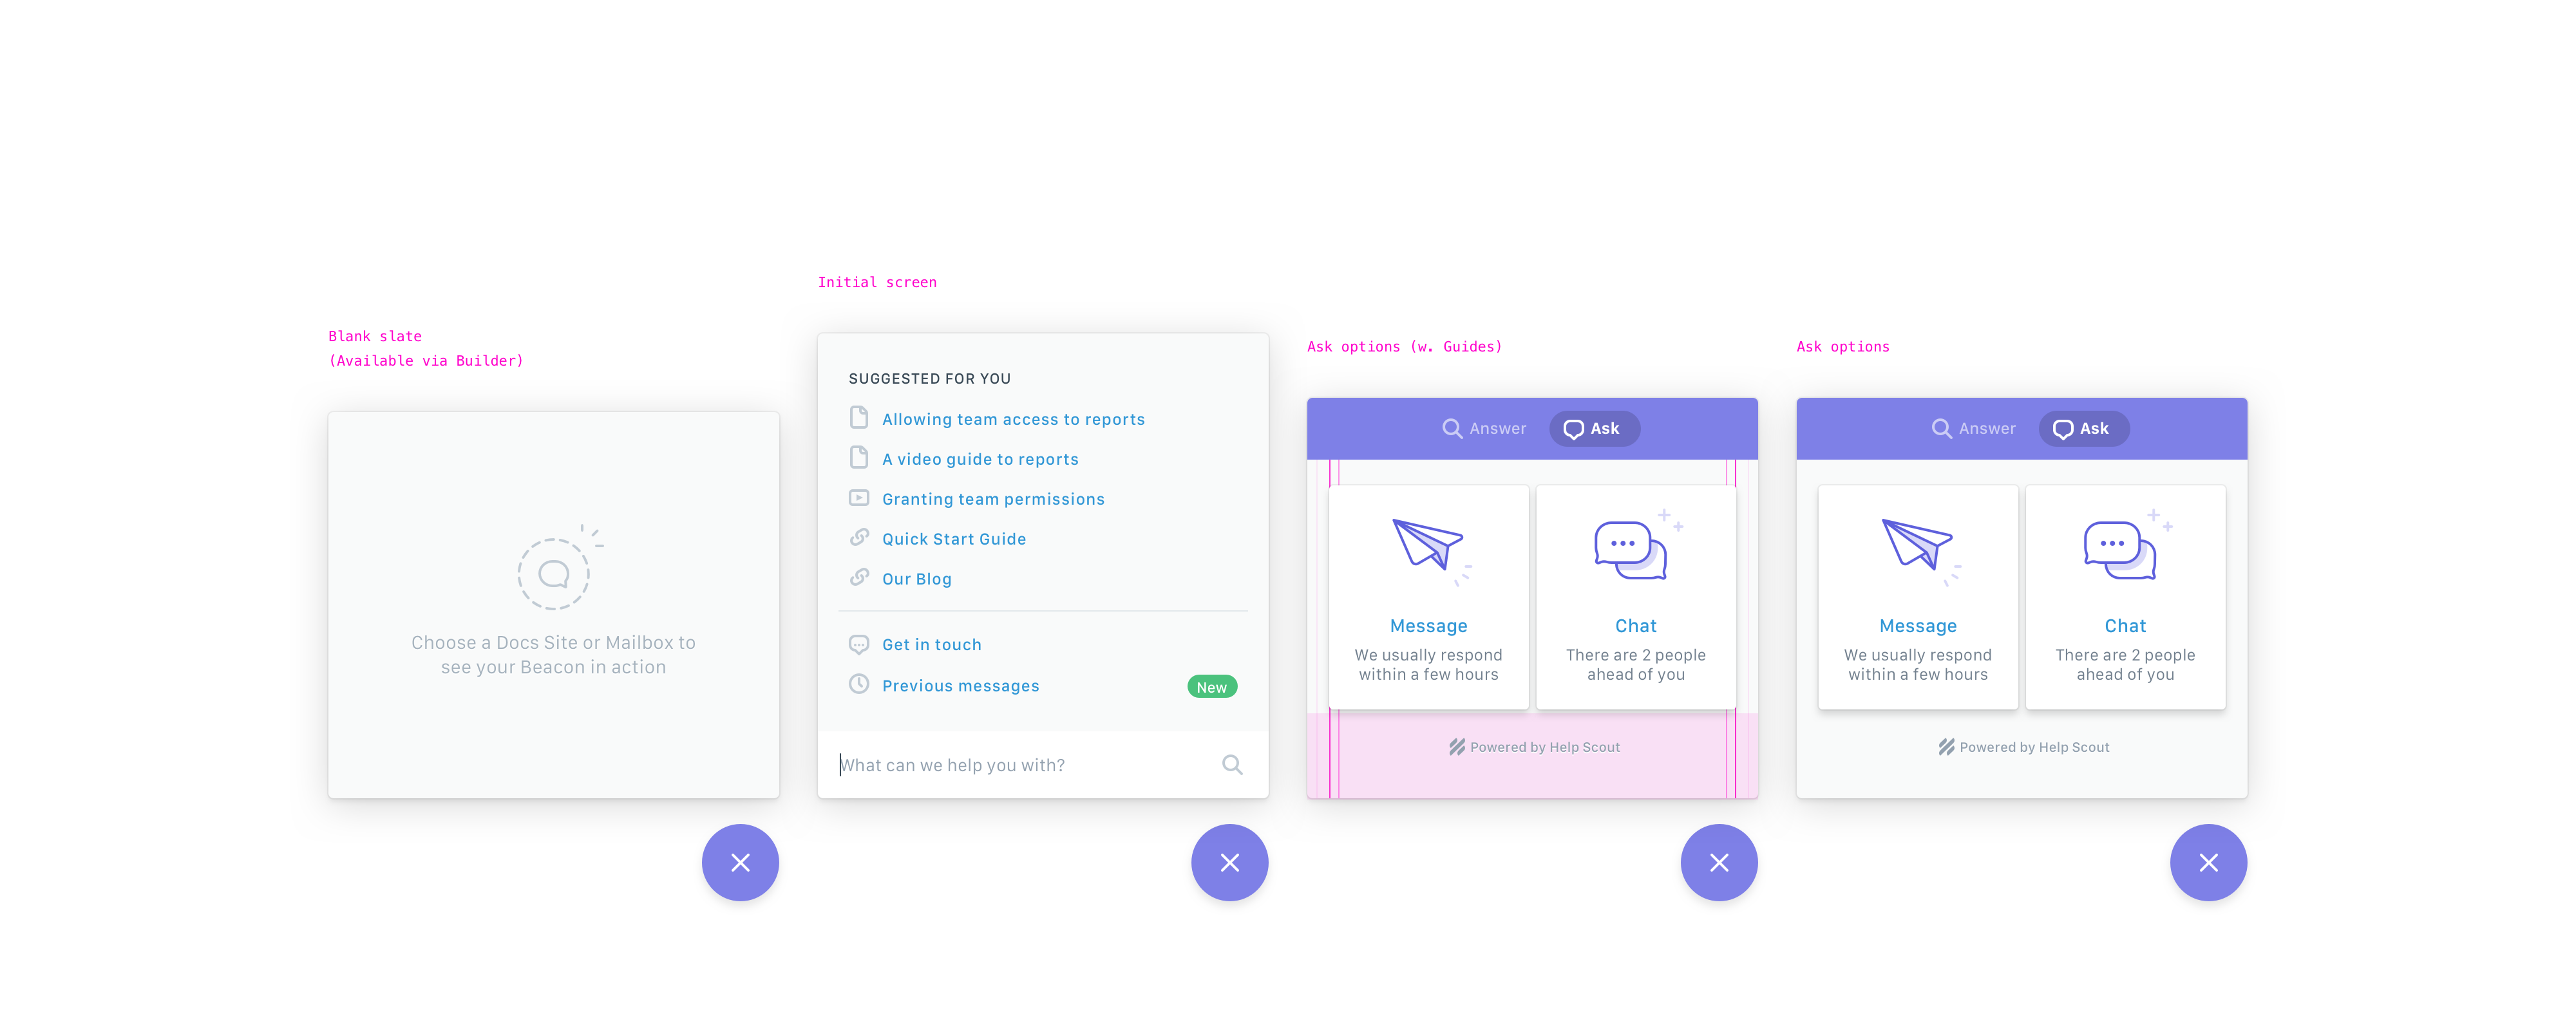 Blank slate
(Available via Builder)
Choose a Docs Site or Mailbox to
see your Beacon in action
Initial screen
SUGGESTED FOR YOU
Allowing team access to reports
A video guide to reports
Granting team permissions
Quick Start Guide
Our Blog
Get in touch
Previous messages New
What can we help you with?
Ask options (w. Guides)
Answer Ask
Message
We usually respond
within a few hours
Chat
There are 2 people
ahead of you
Powered by Help Scout
Ask options
Answer Ask
Message
We usually respond
within a few hours
Chat
There are 2 people
ahead of you
Powered by Help Scout